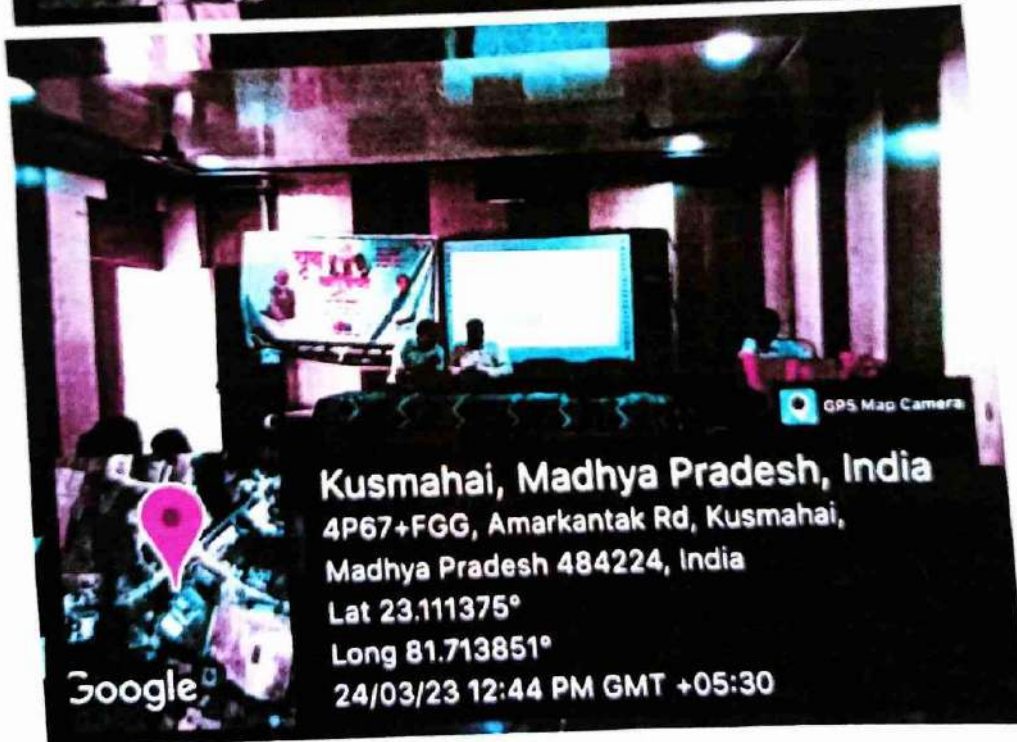 GPS Map Camera
Kusmahai, Madhya Pradesh, India
4P67+FGG, Amarkantak Rd, Kusmahai,
Madhya Pradesh 484224, India
Lat 23.111375°
Long 81.713851°
24/03/23 12:44 PM GMT +05:30
Google